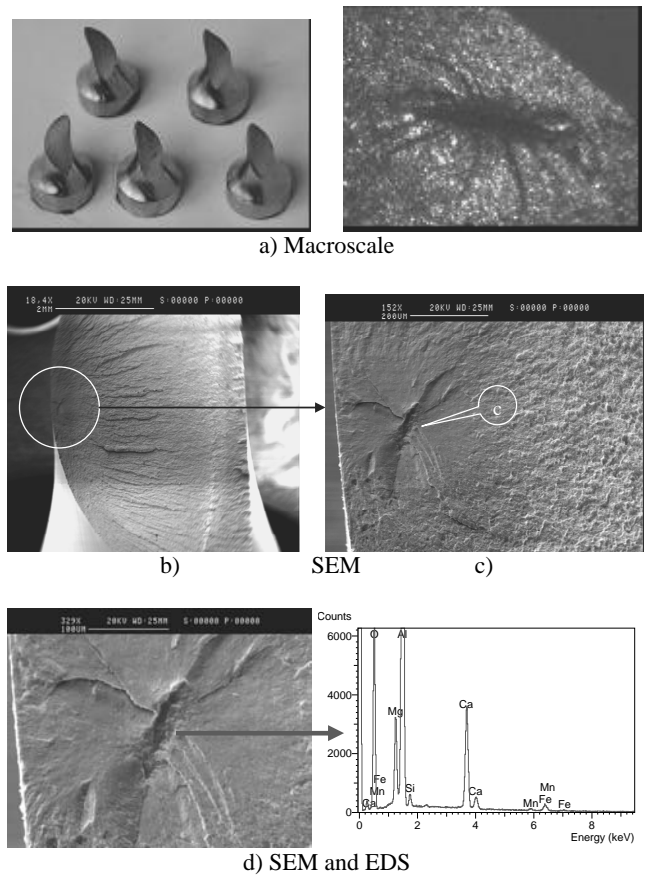 a) Macroscale
18,4X 20KV WD:25MM S:00000 P:00000
2MM
152X 20KV WD:25MM S:00000 P:00000
200UM
C
b) SEM c)
329X 20KV WD:25MM S:00000 P:00000
100UM
Counts
6000
4000
2000
0
O
Al
Mg
Ca
Fe
Mn
Ca
Si
Ca
Mn
Mn
Fe
Fe
0 2 4 6 8
Energy (keV)
d) SEM and EDS